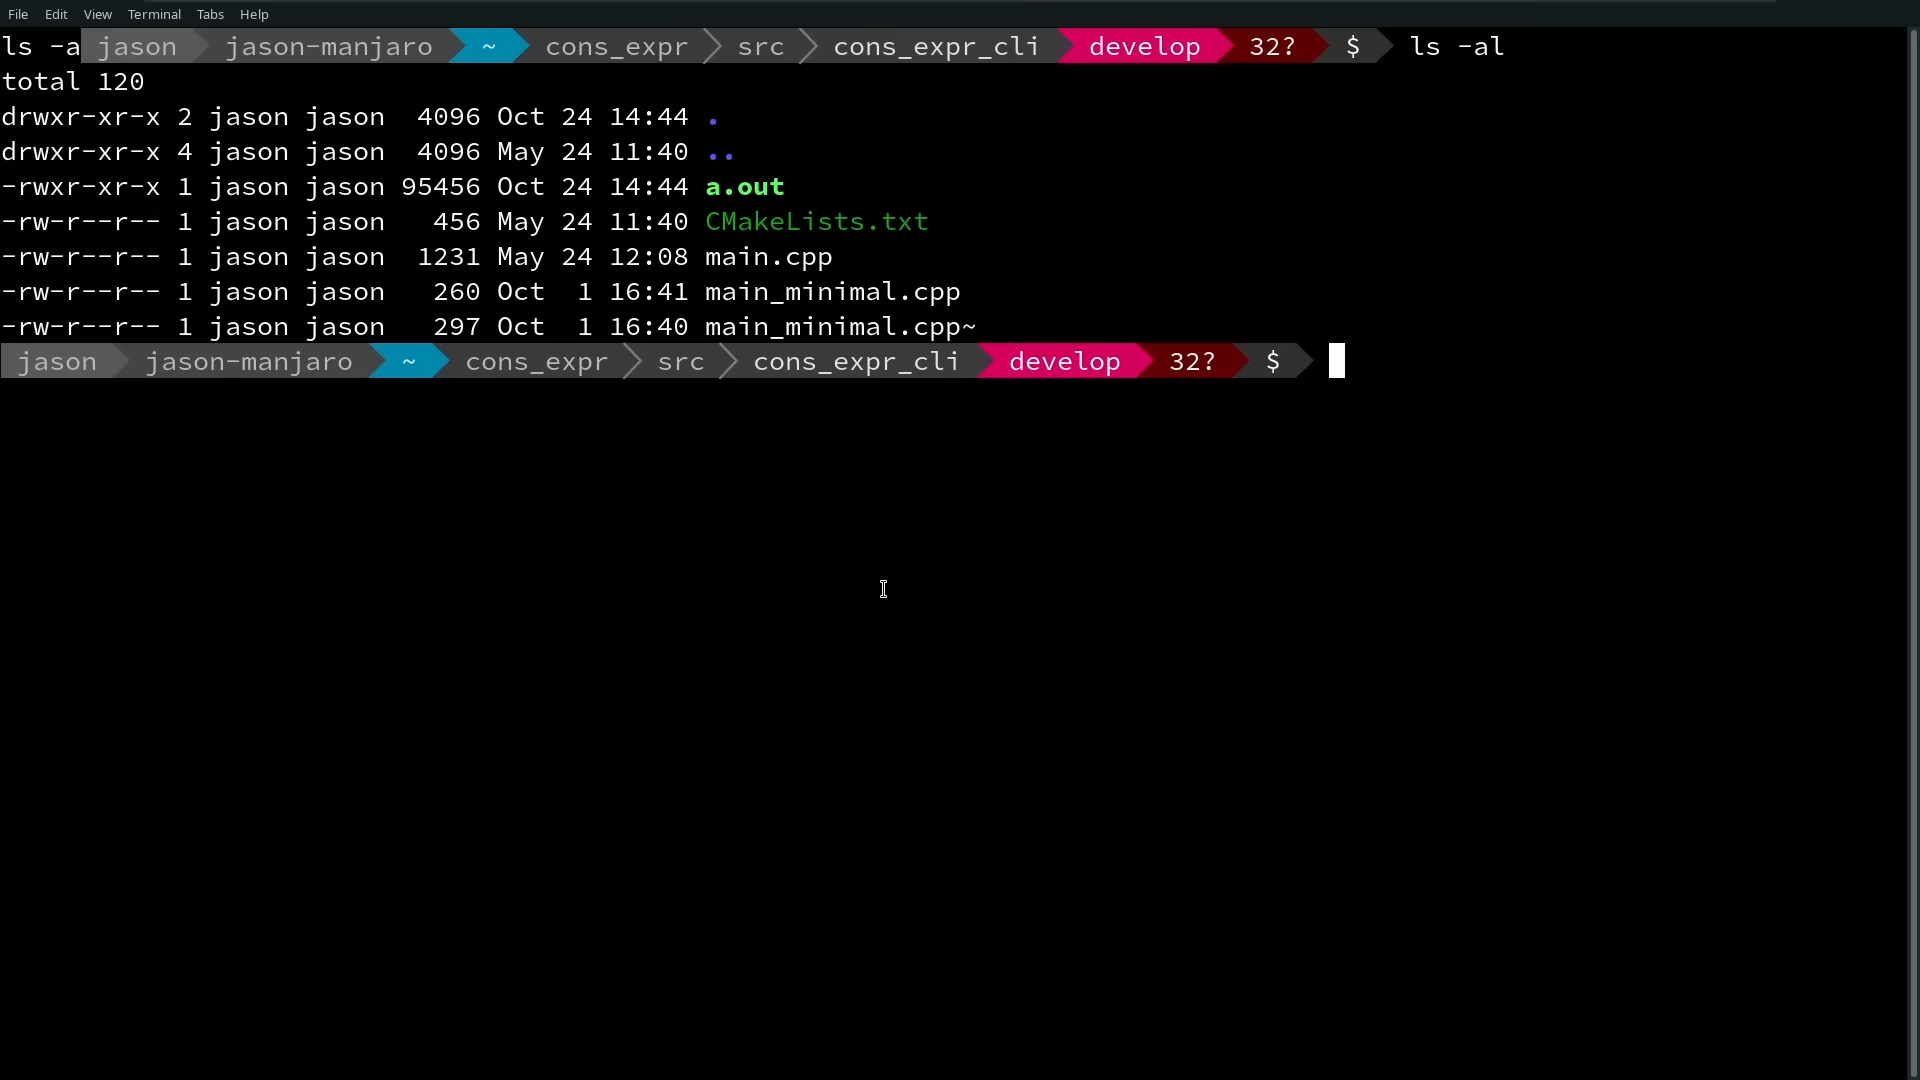 File Edit View Terminal Tabs Help
ls -a jason jason-manjaro ~ cons_expr src cons_expr_cli develop 32? $ ls -al
total 120
drwxr-xr-x 2 jason jason  4096 Oct 24 14:44 .
drwxr-xr-x 4 jason jason  4096 May 24 11:40 ..
-rwxr-xr-x 1 jason jason 95456 Oct 24 14:44 a.out
-rw-r--r-- 1 jason jason   456 May 24 11:40 CMakeLists.txt
-rw-r--r-- 1 jason jason  1231 May 24 12:08 main.cpp
-rw-r--r-- 1 jason jason   260 Oct  1 16:41 main_minimal.cpp
-rw-r--r-- 1 jason jason   297 Oct  1 16:40 main_minimal.cpp~
jason jason-manjaro ~ cons_expr src cons_expr_cli develop 32? $